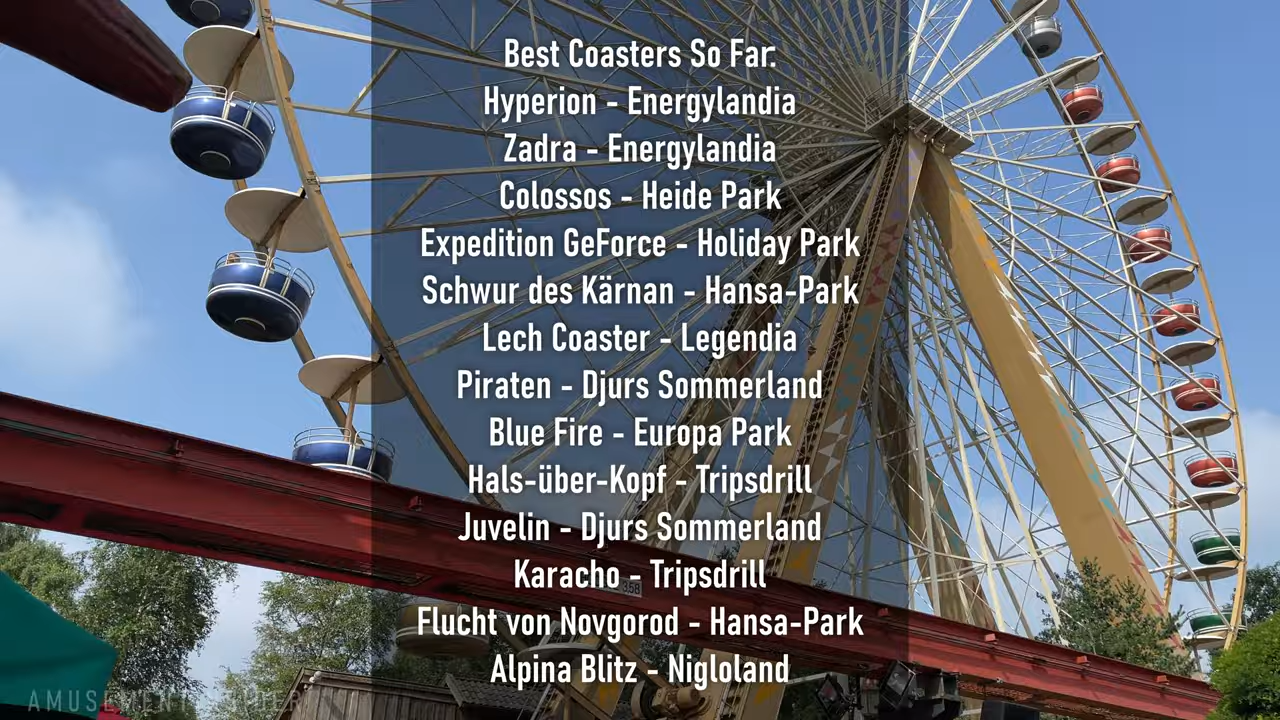 Best Coasters So Far:
Hyperion - Energylandia
Zadra - Energylandia
Colossos - Heide Park
Expedition GeForce - Holiday Park
Schwur des Kärnan - Hansa-Park
Lech Coaster - Legendia
Piraten - Djurs Sommerland
Blue Fire - Europa Park
Hals-über-Kopf - Tripsdrill
Juvelin - Djurs Sommerland
Karacho - Tripsdrill
Flucht von Novgorod - Hansa-Park
Alpina Blitz - Nigloland
AMUSEMENT